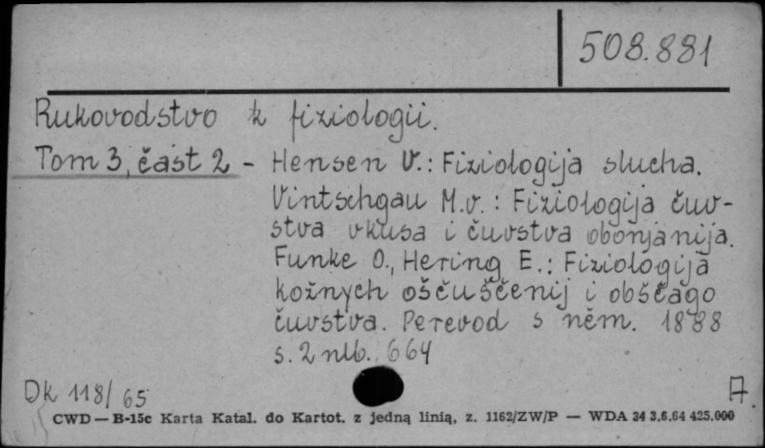 508.881
Rukovodstvo k fiziologii.
Tom 3, čast 2 - Hensen V.: Fiziologija slucha.
Vintschgau M.v.: Fiziologija čuv-
stva vkusa i čuvstva obonjanija.
Funke O., Hering E.: Fiziologija
kožnych oščuščenij i obščago
čuvstva. Perevod s něm. 1888
s. 2 nlb. 664
Dk 118/65 A.
CWD — B-15c Karta Katal. do Kartot. z jedną linią, z. 1162/ZW/P — WDA 34 3.6.64 425.000